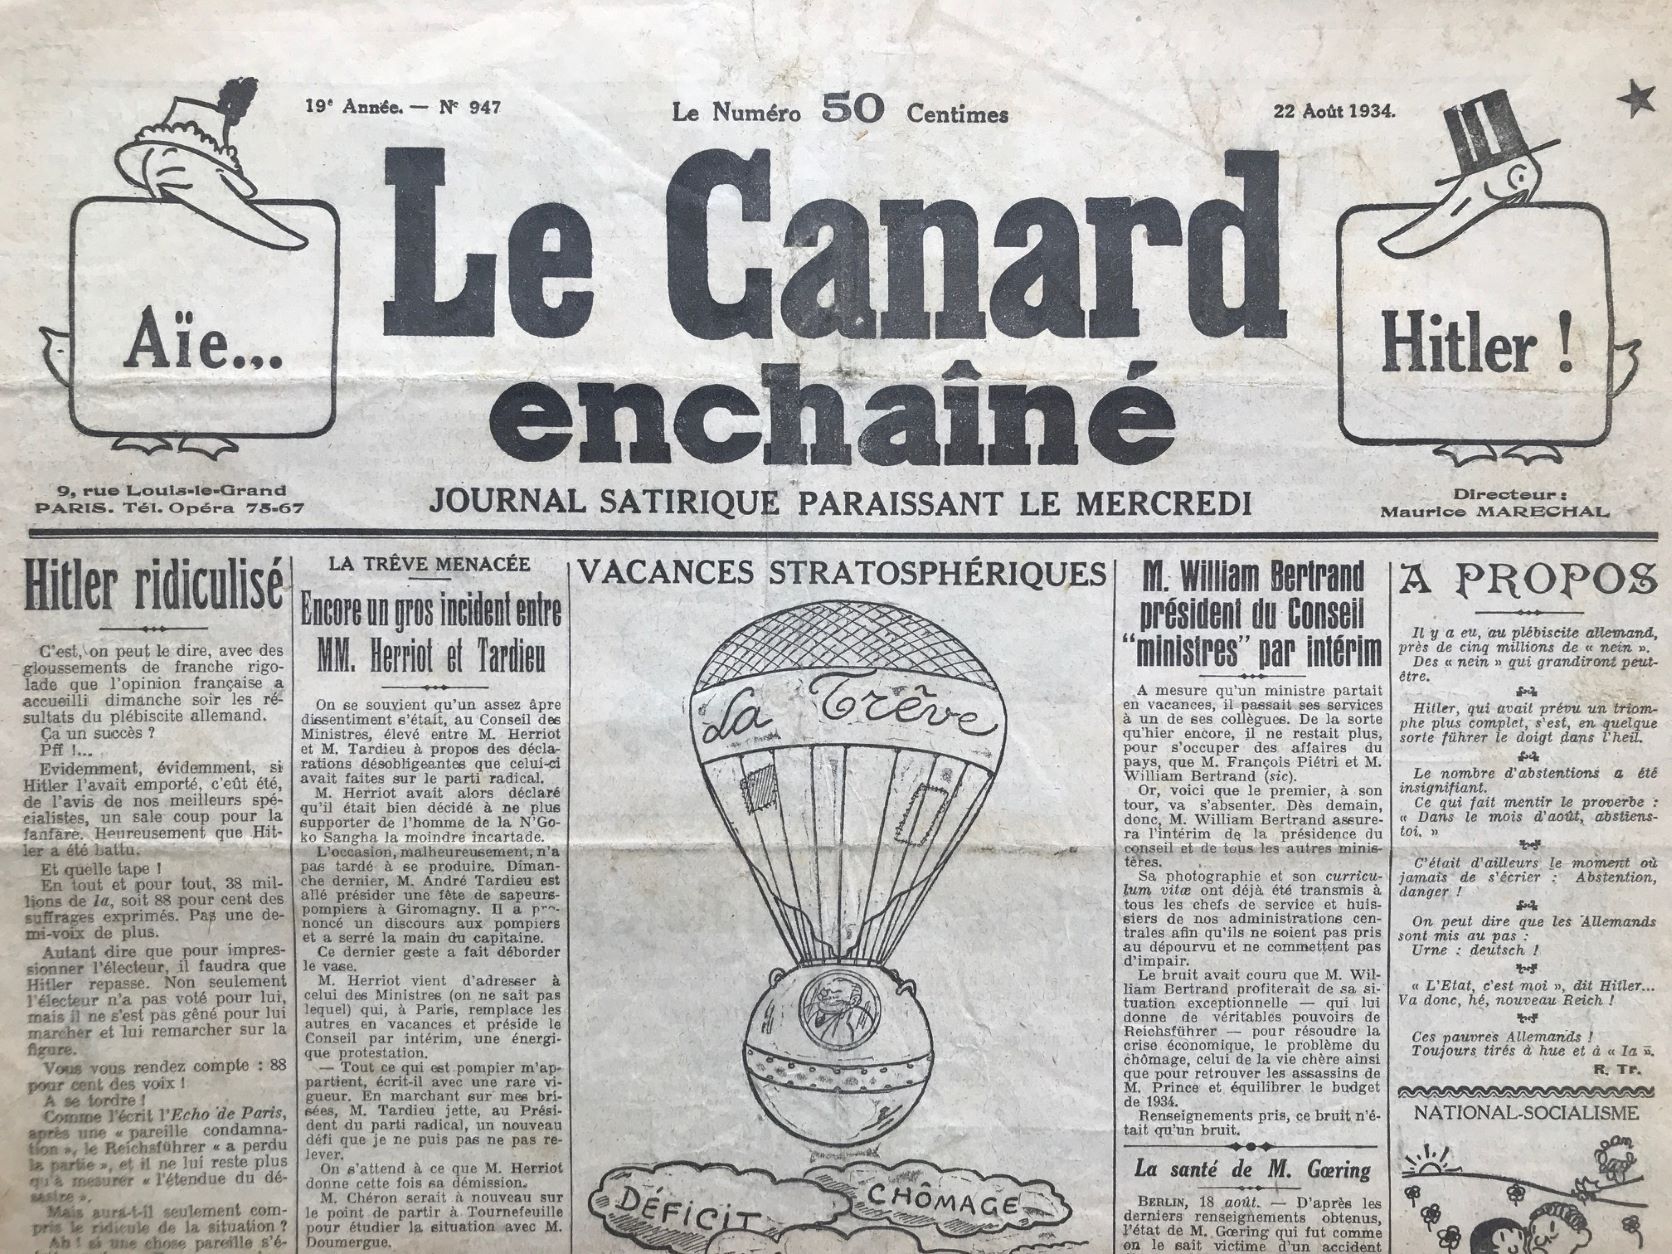 19e Année. — No 947
Le Numéro 50 Centimes
22 Août 1934.
Le Canard
enchaîné
Aïe...
Hitler !
9, rue Louis-le-Grand
PARIS. Tél. Opéra 75-67
JOURNAL SATIRIQUE PARAISSANT LE MERCREDI
Directeur :
Maurice MARECHAL
Hitler ridiculisé
C'est, on peut le dire, avec des
gloussements de franche rigo-
lade que l'opinion française a
accueilli dimanche soir les ré-
sultats du plébiscite allemand.
Ça un succès ?
Pff !...
Evidemment, évidemment, si
Hitler l'avait emporté, c'eût été,
de l'avis de nos meilleurs spé-
cialistes, un sale coup pour la
fanfare. Heureusement que Hit-
ler a été battu.
Et quelle tape !
En tout et pour tout, 38 mil-
lions de Ia, soit 88 pour cent des
suffrages exprimés. Pas une de-
mi-voix de plus.
Autant dire que pour impres-
sionner l'électeur, il faudra que
Hitler repasse. Non seulement
l'électeur n'a pas voté pour lui,
mais il ne s'est pas gêné pour lui
marcher et lui remarcher sur la
figure.
Vous vous rendez compte : 88
pour cent des voix !
A se tordre !
Comme l'écrit l'Echo de Paris,
après une « pareille condamna-
tion », le Reichsführer « a perdu
la partie », et il ne lui reste plus
qu'à mesurer « l'étendue du dé-
sastre ».
Mais aura-t-il seulement com-
pris le ridicule de la situation ?
Ah ! si une chose pareille s'é-
LA TRÊVE MENACÉE
Encore un gros incident entre
MM. Herriot et Tardieu
On se souvient qu'un assez âpre
dissentiment s'était, au Conseil des
Ministres, élevé entre M. Herriot
et M. Tardieu à propos des décla-
rations désobligeantes que celui-ci
avait faites sur le parti radical.
M. Herriot avait alors déclaré
qu'il était bien décidé à ne plus
supporter de l'homme de la N'Go-
ko Sangha la moindre incartade.
L'occasion, malheureusement, n'a
pas tardé à se produire. Diman-
che dernier, M. André Tardieu est
allé présider une fête de sapeurs-
pompiers à Giromagny. Il a pro-
noncé un discours aux pompiers
et a serré la main du capitaine.
Ce dernier geste a fait déborder
le vase.
M. Herriot vient d'adresser à
celui des Ministres (on ne sait pas
lequel) qui, à Paris, remplace les
autres en vacances et préside le
Conseil par intérim, une énergi-
que protestation.
— Tout ce qui est pompier m'ap-
partient, écrit-il avec une rare vi-
gueur. En marchant sur mes bri-
sées, M. Tardieu jette, au Prési-
dent du parti radical, un nouveau
défi que je ne puis pas ne pas re-
lever.
On s'attend à ce que M. Herriot
donne cette fois sa démission.
M. Chéron serait à nouveau sur
le point de partir à Tournefeuille
pour étudier la situation avec M.
Doumergue.
VACANCES STRATOSPHÉRIQUES
La Trêve
DÉFICIT
CHÔMAGE
M. William Bertrand
président du Conseil
"ministres" par intérim
A mesure qu'un ministre partait
en vacances, il passait ses services
à un de ses collègues. De la sorte
qu'hier encore, il ne restait plus,
pour s'occuper des affaires du
pays, que M. François Piétri et M.
William Bertrand (sic).
Or, voici que le premier, à son
tour, va s'absenter. Dès demain,
donc, M. William Bertrand assure-
ra l'intérim de la présidence du
conseil et de tous les autres minis-
tères.
Sa photographie et son curricu-
lum vitæ ont déjà été transmis à
tous les chefs de service et huis-
siers de nos administrations cen-
trales afin qu'ils ne soient pas pris
au dépourvu et ne commettent pas
d'impair.
Le bruit avait couru que M. Wil-
liam Bertrand profiterait de sa si-
tuation exceptionnelle — qui lui
donne de véritables pouvoirs de
Reichsführer — pour résoudre la
crise économique, le problème du
chômage, celui de la vie chère ainsi
que pour retrouver les assassins de
M. Prince et équilibrer le budget
de 1934.
Renseignements pris, ce bruit n'é-
tait qu'un bruit.
La santé de M. Gœring
BERLIN, 18 août. — D'après les
derniers renseignements obtenus,
l'état de M. Gœring qui fut comme
on le sait victime d'un accident
A PROPOS
Il y a eu, au plébiscite allemand,
près de cinq millions de « nein ».
Des « nein » qui grandiront peut-
être.
Hitler, qui avait prévu un triom-
phe plus complet, s'est, en quelque
sorte führer le doigt dans l'heil.
Le nombre d'abstentions a été
insignifiant.
Ce qui fait mentir le proverbe :
« Dans le mois d'août, abstiens-
toi. »
C'était d'ailleurs le moment où
jamais de s'écrier : Abstention,
danger !
On peut dire que les Allemands
sont mis au pas :
Urne : deutsch !
« L'Etat, c'est moi », dit Hitler...
Va donc, hé, nouveau Reich !
Ces pauvres Allemands !
Toujours tirés à hue et à « Ia ».
R. Tr.
NATIONAL-SOCIALISME